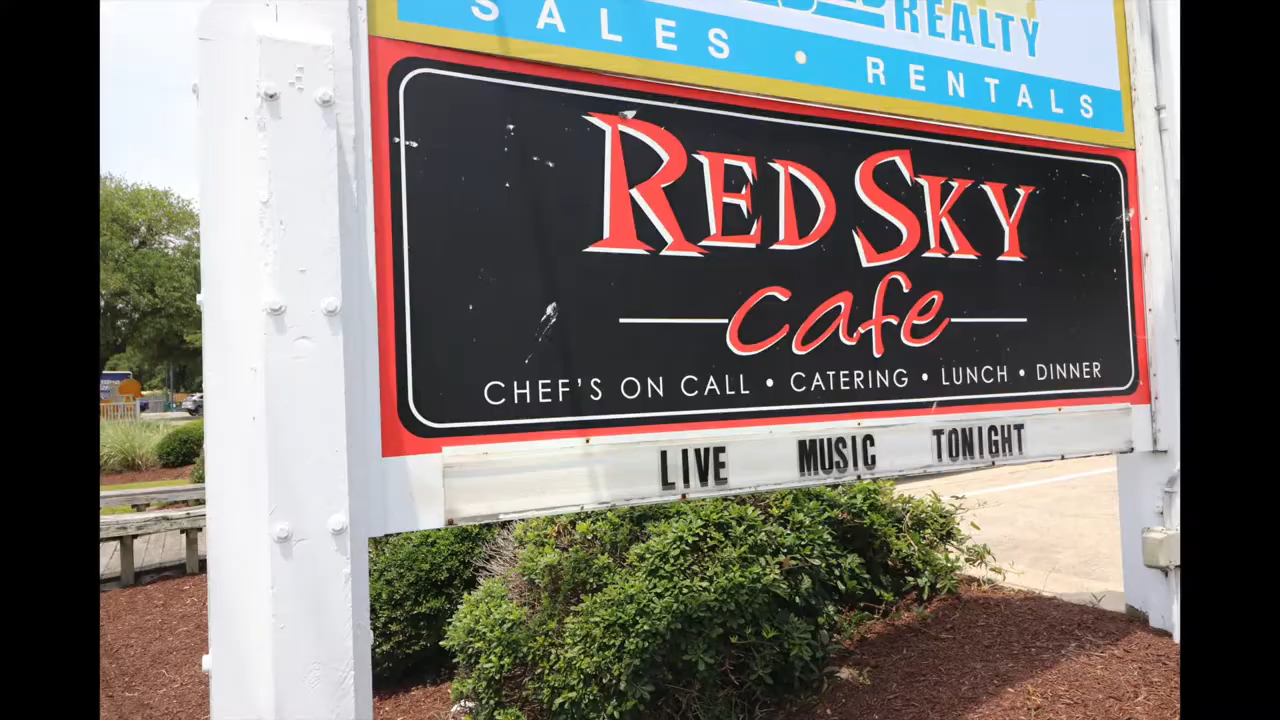 REALTY
SALES • RENTALS
RED SKY
cafe
CHEF'S ON CALL • CATERING • LUNCH • DINNER
LIVE MUSIC TONIGHT